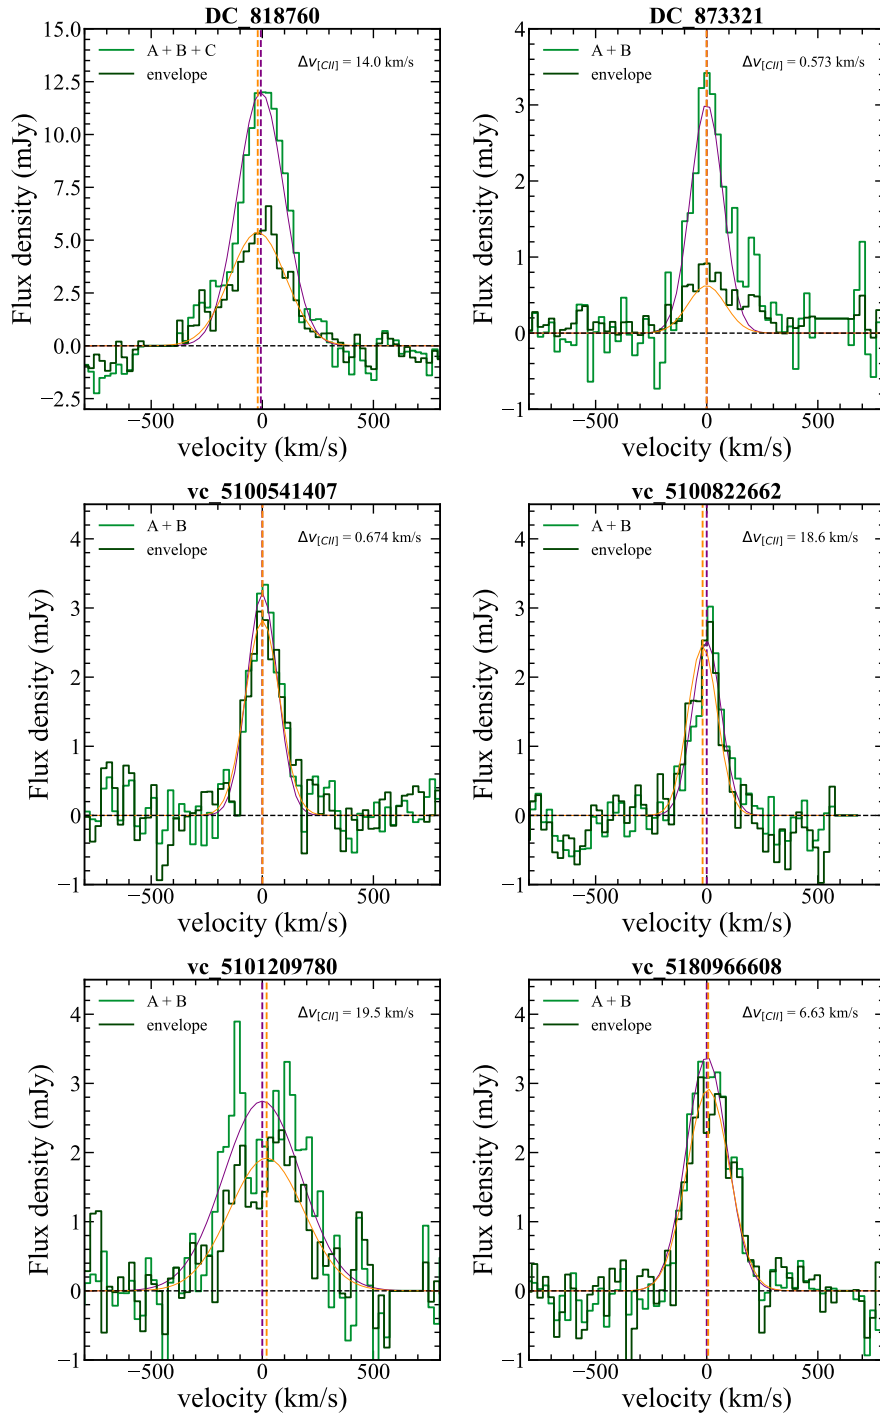 DC_818760
A + B + C
envelope
Δv[CII] = 14.0 km/s
15.0
12.5
10.0
7.5
5.0
2.5
0.0
−2.5
Flux density (mJy)
−500
0
500
velocity (km/s)
DC_873321
A + B
envelope
Δv[CII] = 0.573 km/s
4
3
2
1
0
−1
Flux density (mJy)
−500
0
500
velocity (km/s)
vc_5100541407
A + B
envelope
Δv[CII] = 0.674 km/s
4
3
2
1
0
−1
Flux density (mJy)
−500
0
500
velocity (km/s)
vc_5100822662
A + B
envelope
Δv[CII] = 18.6 km/s
4
3
2
1
0
−1
Flux density (mJy)
−500
0
500
velocity (km/s)
vc_5101209780
A + B
envelope
Δv[CII] = 19.5 km/s
4
3
2
1
0
−1
Flux density (mJy)
−500
0
500
velocity (km/s)
vc_5180966608
A + B
envelope
Δv[CII] = 6.63 km/s
4
3
2
1
0
−1
Flux density (mJy)
−500
0
500
velocity (km/s)